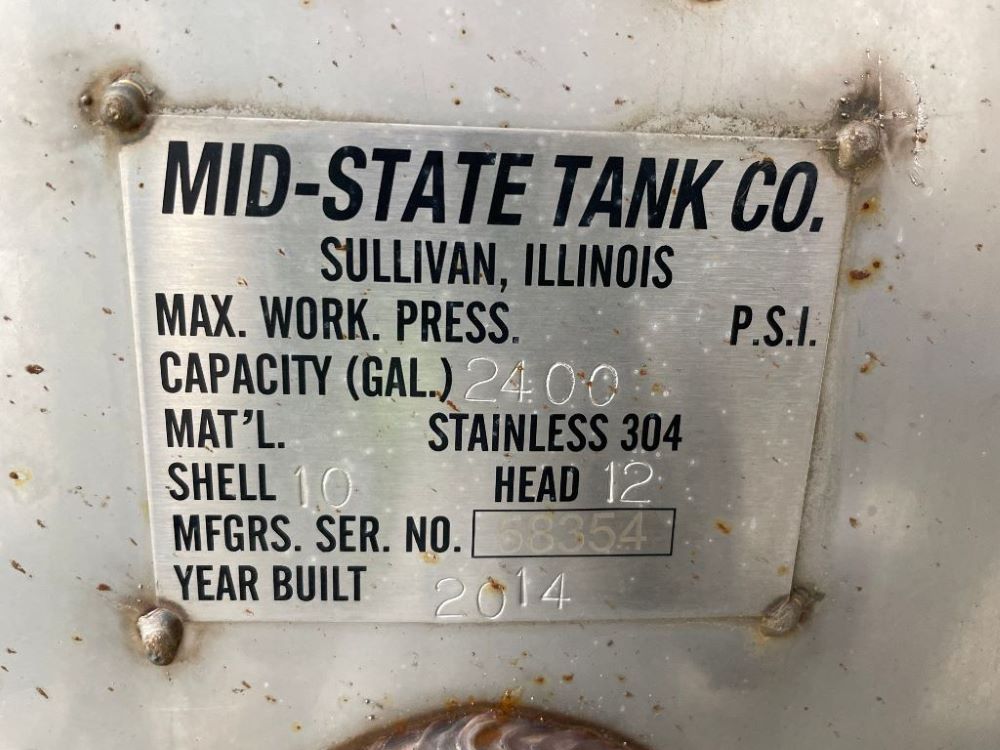 MID-STATE TANK CO.
SULLIVAN, ILLINOIS
MAX. WORK. PRESS. P.S.I.
CAPACITY (GAL.) 2400
MAT'L. STAINLESS 304
SHELL 10 HEAD 12
MFGRS. SER. NO.
YEAR BUILT 2014